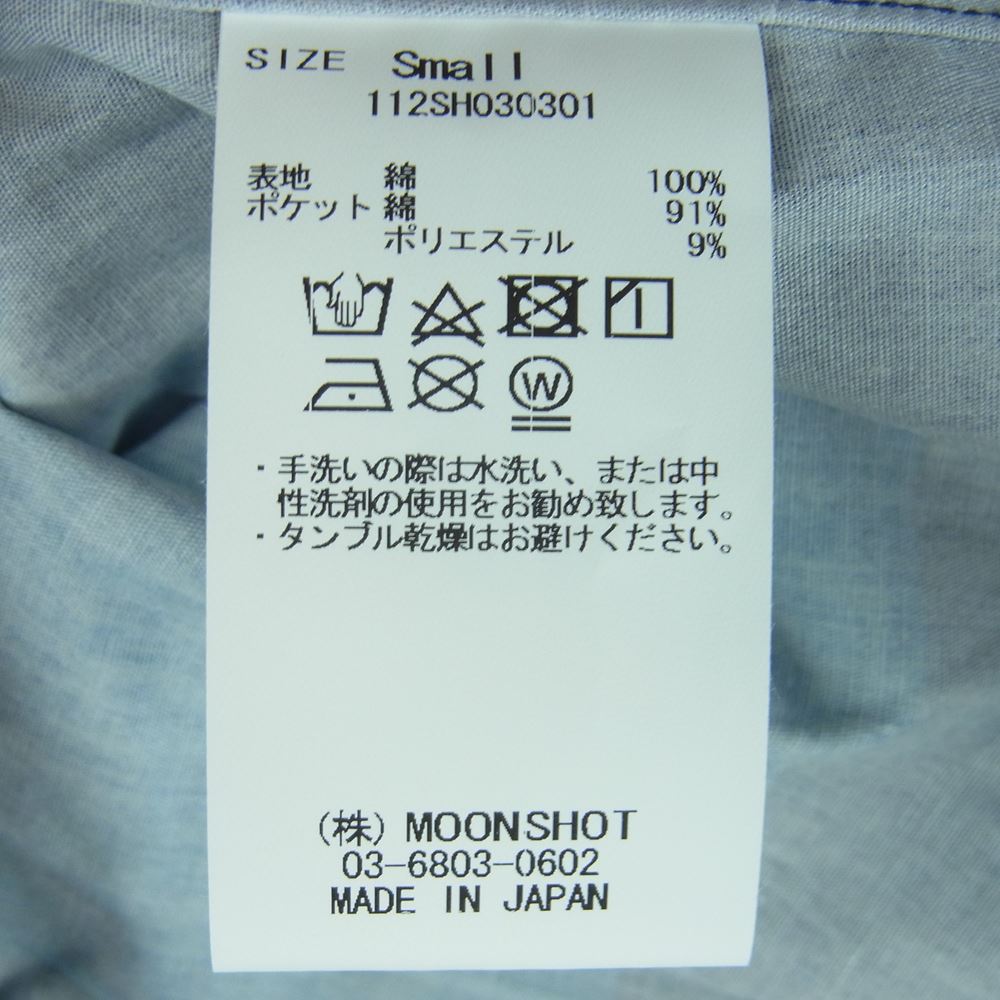 SIZE Small
112SH030301
表地 綿 100%
ポケット 綿 91%
ポリエステル 9%
W
・手洗いの際は水洗い、または中
性洗剤の使用をお勧め致します。
・タンブル乾燥はお避けください。
(株) MOONSHOT
03-6803-0602
MADE IN JAPAN